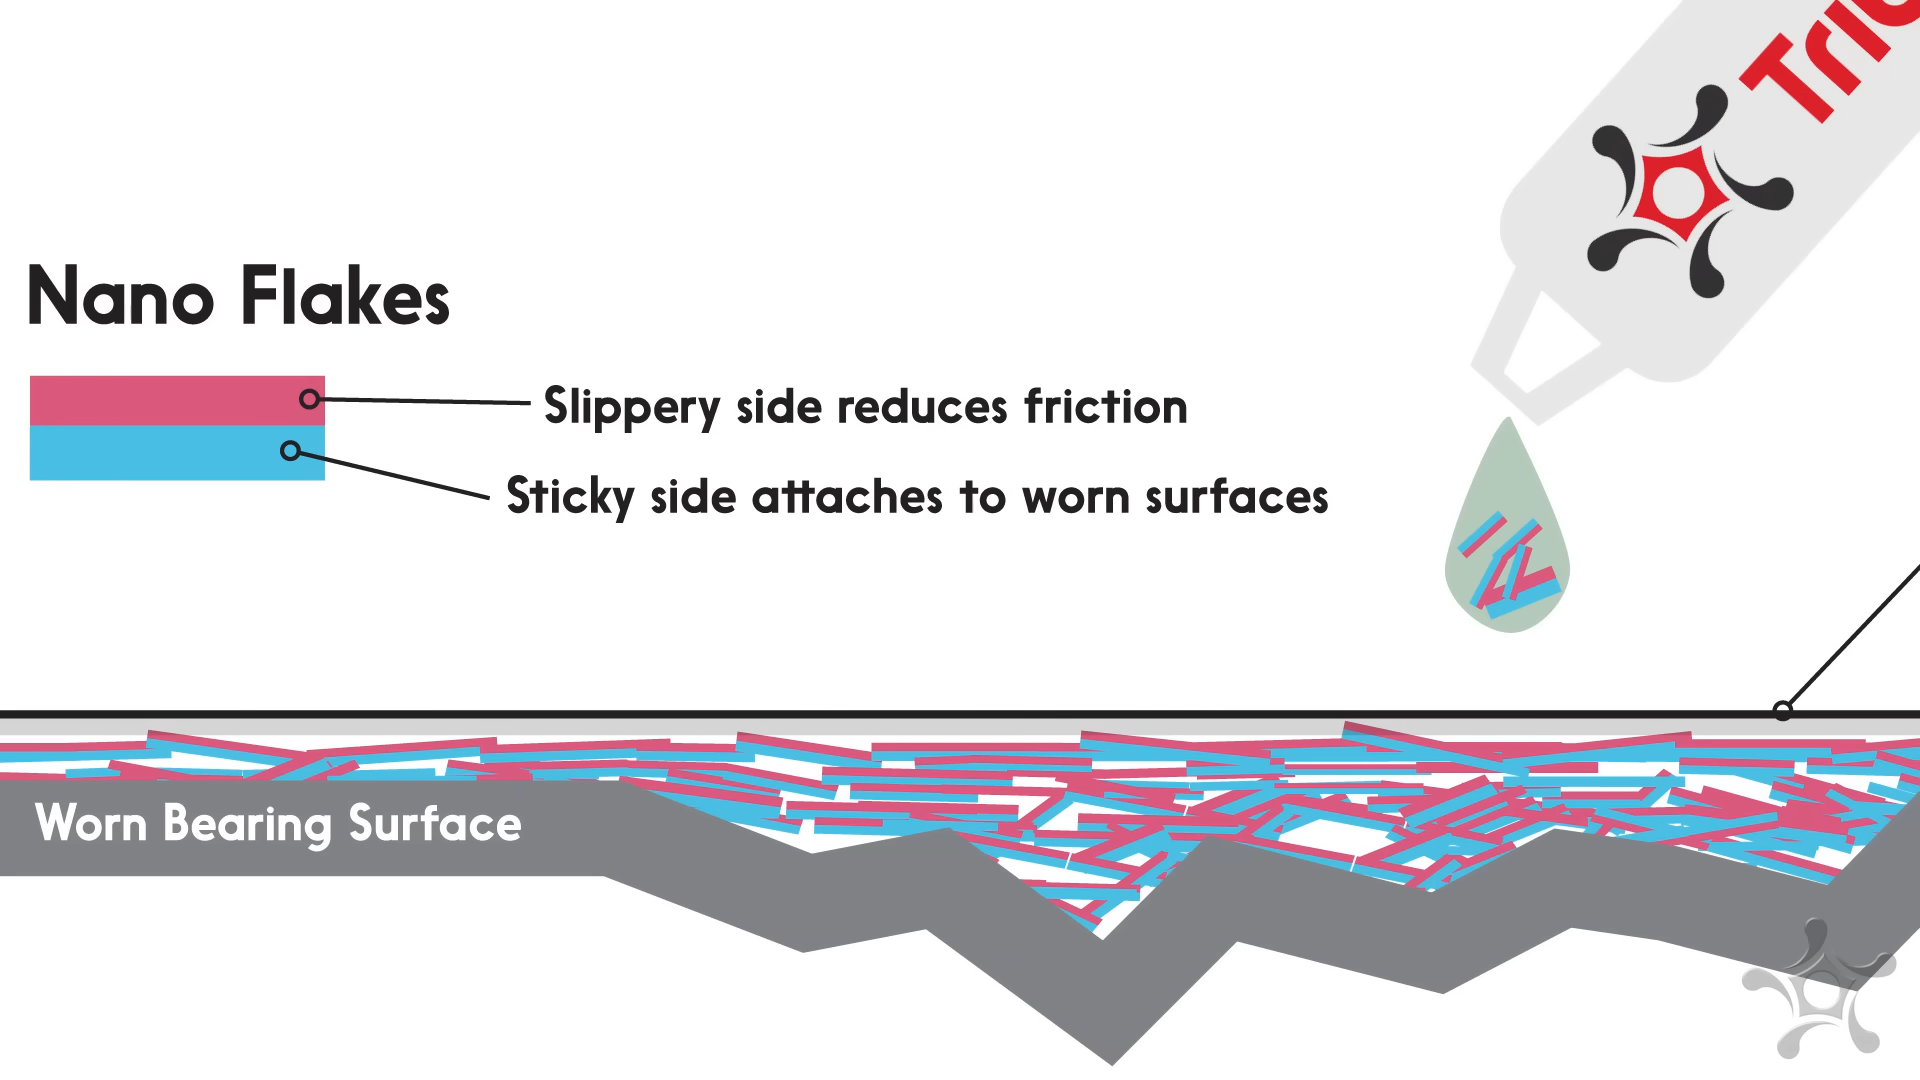 Nano Flakes
Slippery side reduces friction
Sticky side attaches to worn surfaces
Worn Bearing Surface